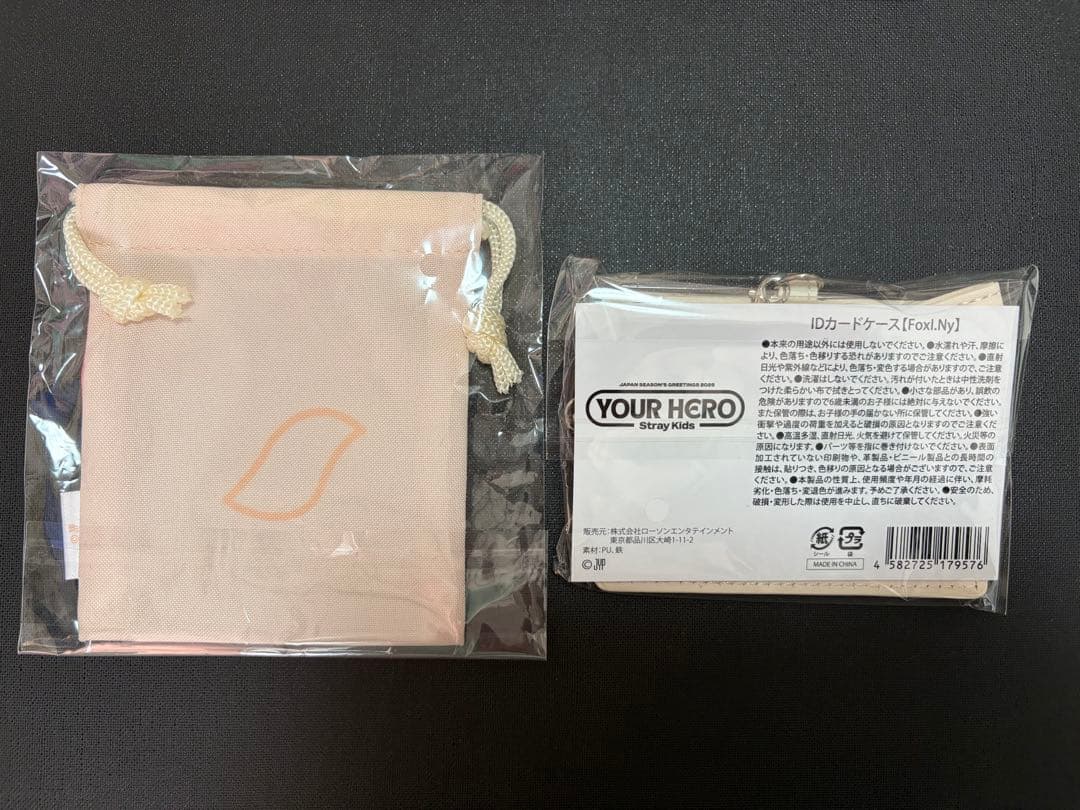 IDカードケース【FoxI.Ny】
●本来の用途以外には使用しないでください。●水濡れや汗、摩擦に
より、色落ち・色移りする恐れがありますのでご注意ください。●直射
日光や紫外線などにより、色落ち・変色する場合がありますので、ご注
意ください。●洗濯はしないでください。汚れが付いたときは中性洗剤を
つけた柔らかい布で拭きとってください。●小さな部品があり、誤飲の
危険がありますので6歳未満のお子様には絶対に与えないでください。
また保管の際は、お子様の手の届かない所に保管してください。●強い
衝撃や過度の荷重を加えると破損の原因となりますのでご注意くださ
い。●高温多湿、直射日光、火気を避けて保管してください。火災等の
原因になります。●パーツ等を指に巻き付けないでください。●表面
加工されていない印刷物や、革製品・ビニール製品との長時間の
接触は、貼りつき、色移りの原因となる場合がございますので、ご注意
ください。●本製品の性質上、使用頻度や年月の経過に伴い、摩耗
劣化・色落ち・変退色が進みます。予めご了承ください。●安全のため、
破損・変形した際は使用を中止し、直ちに破棄してください。
JAPAN SEASON'S GREETINGS 2025
YOUR HERO
Stray Kids
販売元：株式会社ローソンエンタテインメント
東京都品川区大崎1-11-2
素材：PU、鉄
© JYP
紙
シール
プラ
袋
MADE IN CHINA
4 582725 179576